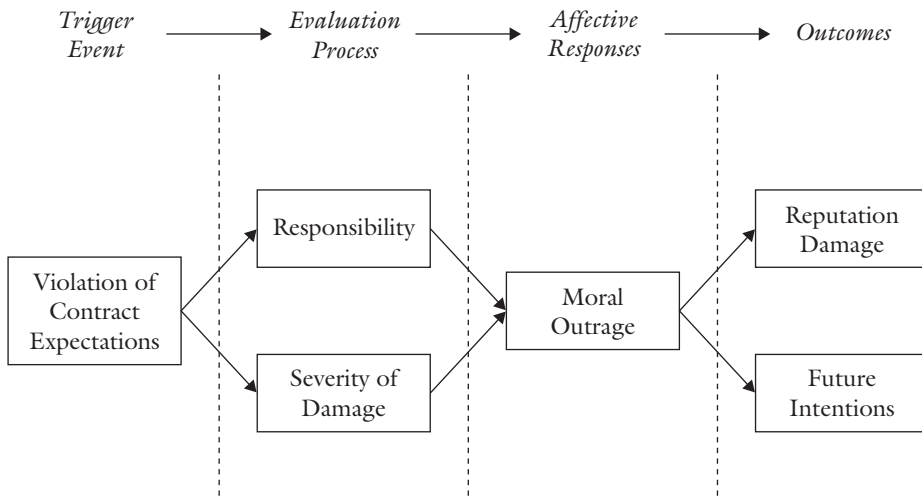 Trigger
Event
Evaluation
Process
Affective
Responses
Outcomes
Violation of
Contract
Expectations
Responsibility
Severity of
Damage
Moral
Outrage
Reputation
Damage
Future
Intentions